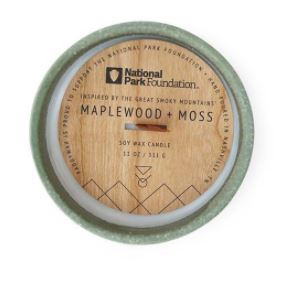 PADDYWAX IS PROUD TO SUPPORT THE NATIONAL PARK FOUNDATION • HAND-POURED IN NASHVILLE, TN
National
Park Foundation.
INSPIRED BY THE GREAT SMOKY MOUNTAINS
MAPLEWOOD + MOSS
SOY WAX CANDLE
11 OZ / 311 G